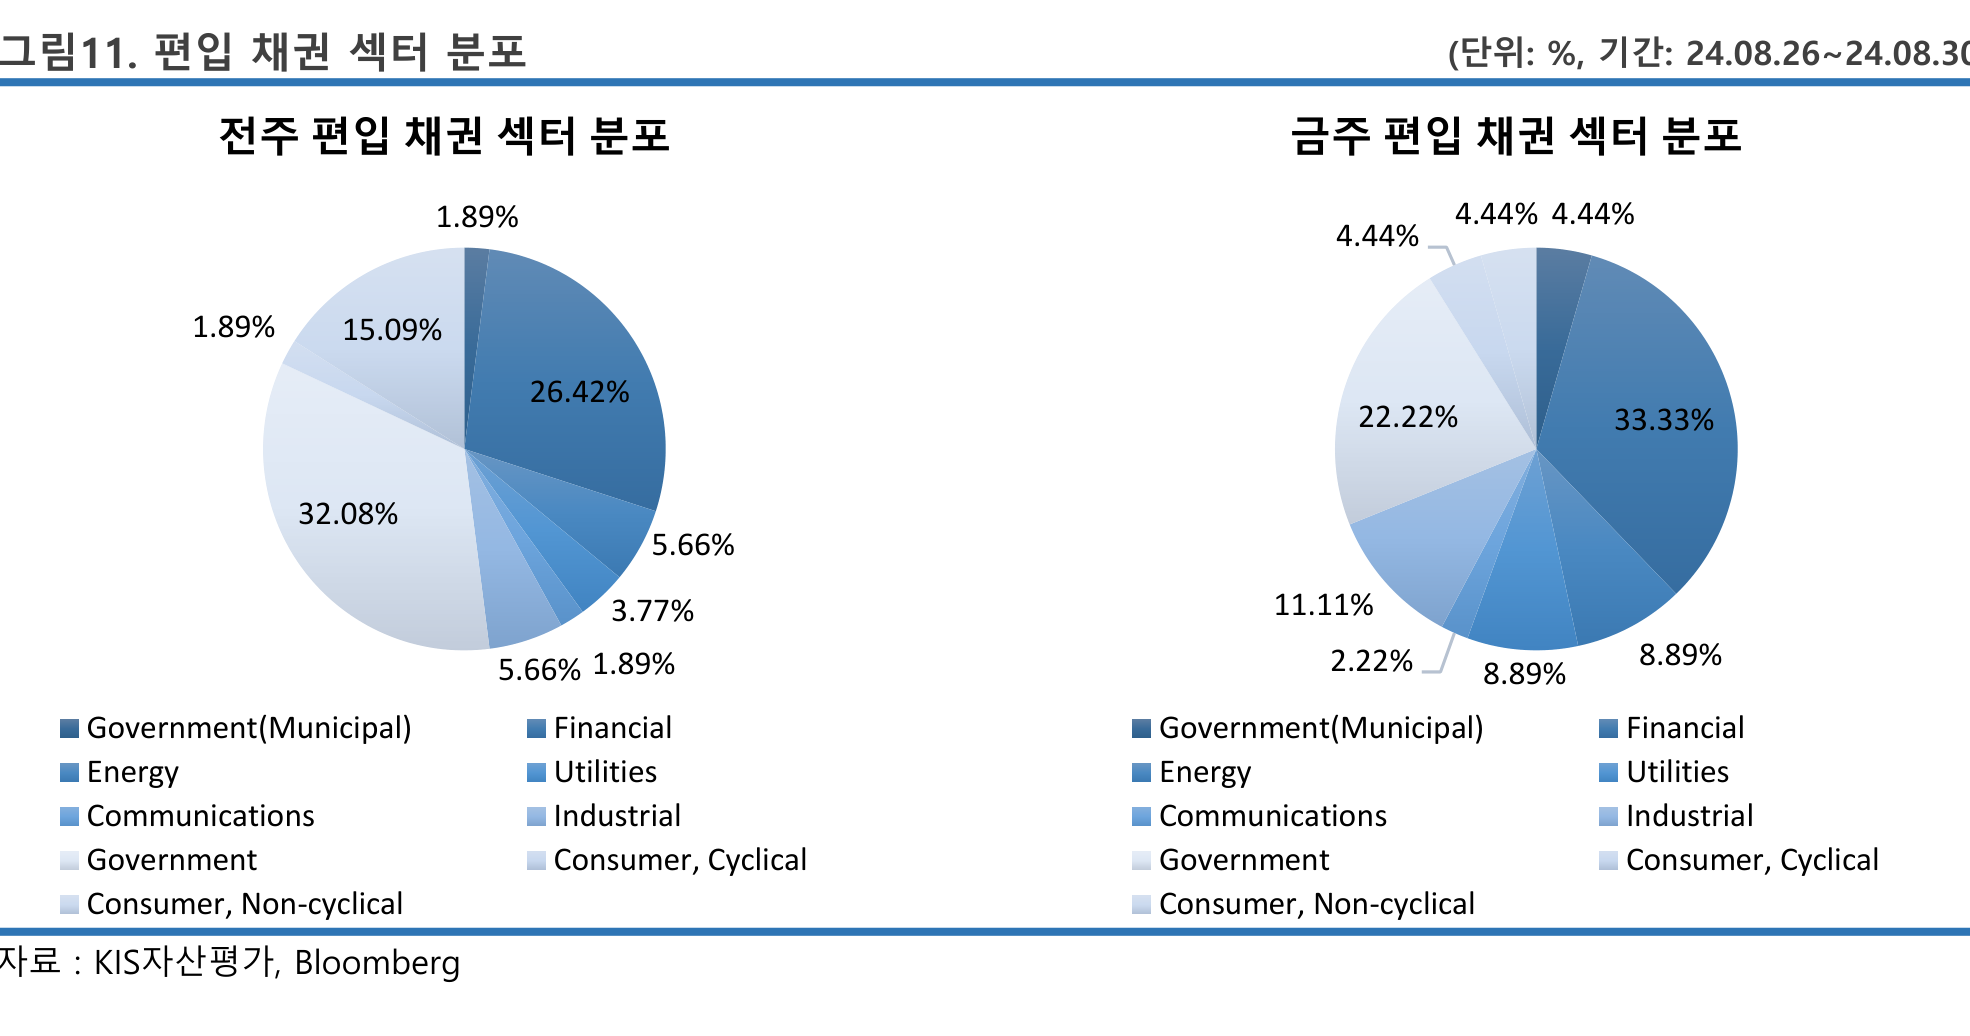 그림11. 편입 채권 섹터 분포
(단위: %, 기간: 24.08.26~24.08.30
전주 편입 채권 섹터 분포
1.89%
26.42%
5.66%
3.77%
1.89%
5.66%
32.08%
1.89%
15.09%
Government(Municipal)
Financial
Energy
Utilities
Communications
Industrial
Government
Consumer, Cyclical
Consumer, Non-cyclical
금주 편입 채권 섹터 분포
4.44%
33.33%
8.89%
8.89%
2.22%
11.11%
22.22%
4.44%
4.44%
Government(Municipal)
Financial
Energy
Utilities
Communications
Industrial
Government
Consumer, Cyclical
Consumer, Non-cyclical
자료 : KIS자산평가, Bloomberg